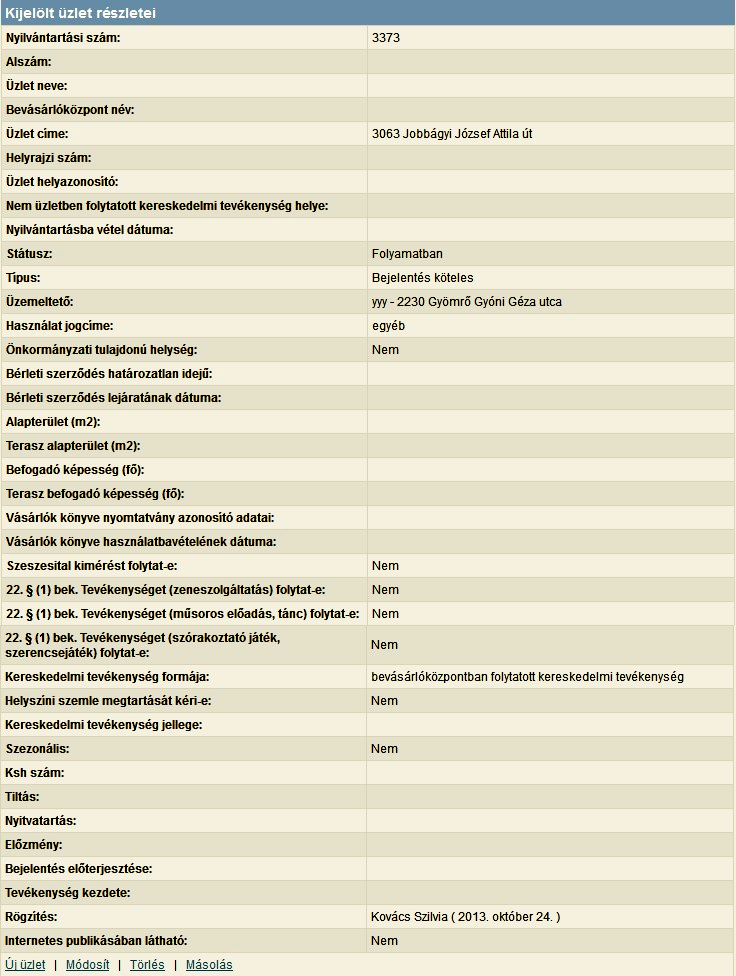 Kijelölt üzlet részletei
Nyilvántartási szám: 3373
Alszám:
Üzlet neve:
Bevásárlóközpont név:
Üzlet címe: 3063 Jobbágyi József Attila út
Helyrajzi szám:
Üzlet helyazonosító:
Nem üzletben folytatott kereskedelmi tevékenység helye:
Nyilvántartásba vétel dátuma:
Státusz: Folyamatban
Típus: Bejelentés köteles
Üzemeltető: yyy - 2230 Gyömrő Gyóni Géza utca
Használat jogcíme: egyéb
Önkormányzati tulajdonú helység: Nem
Bérleti szerződés határozatlan idejű:
Bérleti szerződés lejáratának dátuma:
Alapterület (m2):
Terasz alapterület (m2):
Befogadó képesség (fő):
Terasz befogadó képesség (fő):
Vásárlók könyve nyomtatvány azonosító adatai:
Vásárlók könyve használatbavételének dátuma:
Szeszesital kimérést folytat-e: Nem
22. § (1) bek. Tevékenységet (zeneszolgáltatás) folytat-e: Nem
22. § (1) bek. Tevékenységet (műsoros előadás, tánc) folytat-e: Nem
22. § (1) bek. Tevékenységet (szórakoztató játék,
szerencsejáték) folytat-e: Nem
Kereskedelmi tevékenység formája: bevásárlóközpontban folytatott kereskedelmi tevékenység
Helyszíni szemle megtartását kéri-e: Nem
Kereskedelmi tevékenység jellege:
Szezonális: Nem
Ksh szám:
Tiltás:
Nyitvatartás:
Előzmény:
Bejelentés előterjesztése:
Tevékenység kezdete:
Rögzítés: Kovács Szilvia ( 2013. október 24. )
Internetes publikásában látható: Nem
Új üzlet | Módosít | Törlés | Másolás